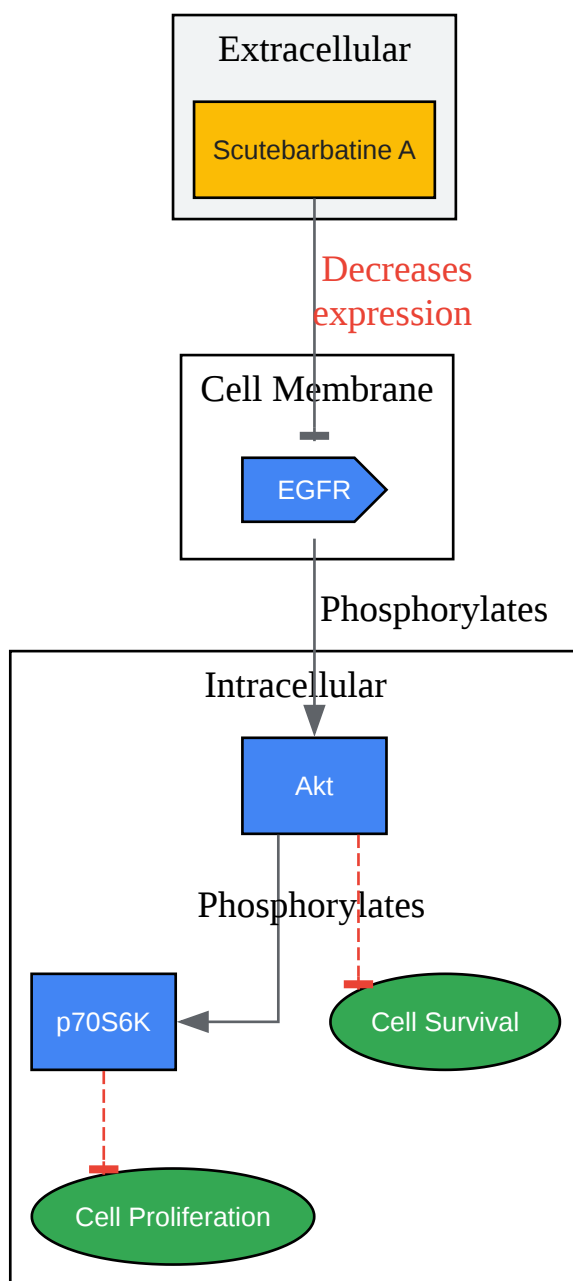 Extracellular
Scutebarbatine A
Decreases
expression
Cell Membrane
EGFR
Phosphorylates
Intracellular
Akt
Phosphorylates
p70S6K
Cell Survival
Cell Proliferation